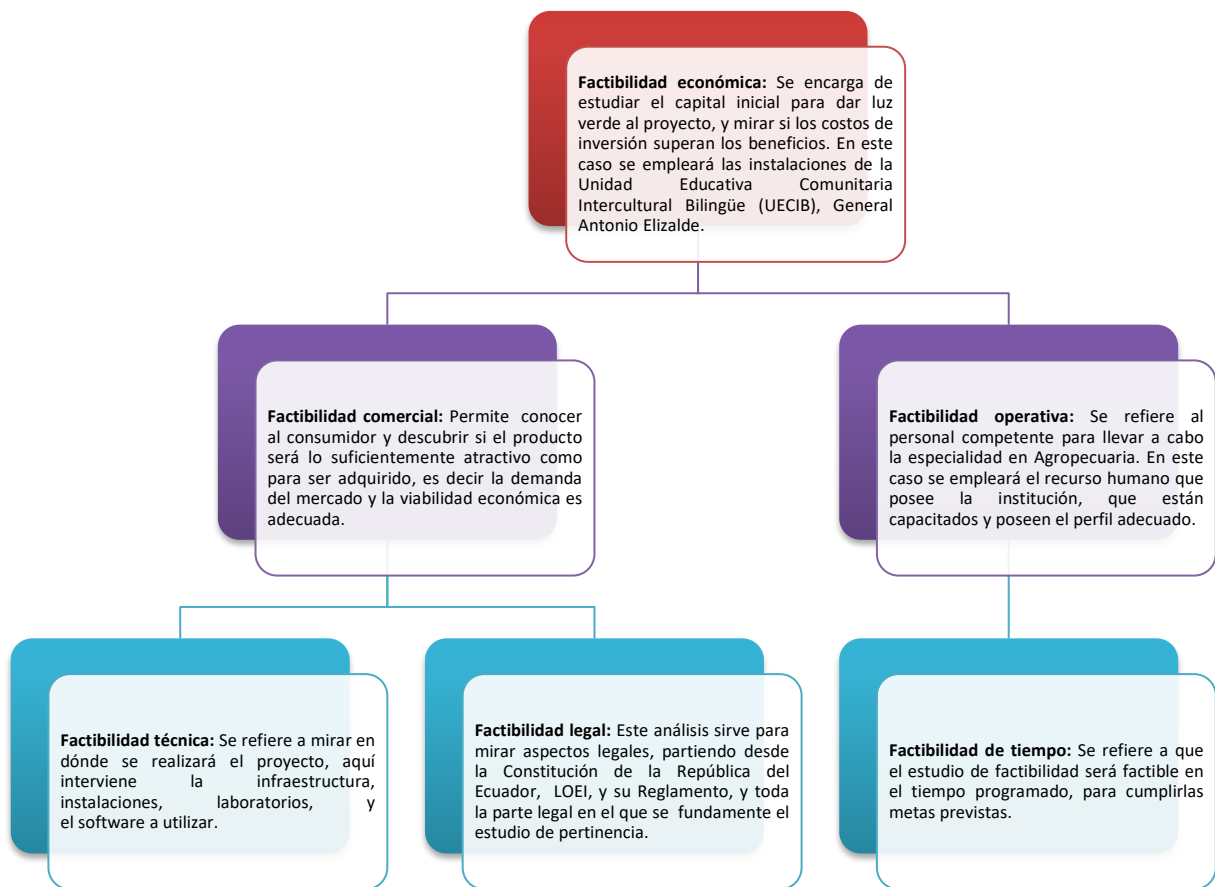 Factibilidad económica: Se encarga de
estudiar el capital inicial para dar luz
verde al proyecto, y mirar si los costos de
inversión superan los beneficios. En este
caso se empleará las instalaciones de la
Unidad Educativa Comunitaria
Intercultural Bilingüe (UECIB), General
Antonio Elizalde.
Factibilidad comercial: Permite conocer
al consumidor y descubrir si el producto
será lo suficientemente atractivo como
para ser adquirido, es decir la demanda
del mercado y la viabilidad económica es
adecuada.
Factibilidad operativa: Se refiere al
personal competente para llevar a cabo
la especialidad en Agropecuaria. En este
caso se empleará el recurso humano que
posee la institución, que están
capacitados y poseen el perfil adecuado.
Factibilidad técnica: Se refiere a mirar en
dónde se realizará el proyecto, aquí
interviene la infraestructura,
instalaciones, laboratorios, y
el software a utilizar.
Factibilidad legal: Este análisis sirve para
mirar aspectos legales, partiendo desde
la Constitución de la República del
Ecuador, LOEI, y su Reglamento, y toda
la parte legal en el que se fundamente el
estudio de pertinencia.
Factibilidad de tiempo: Se refiere a que
el estudio de factibilidad será factible en
el tiempo programado, para cumplirlas
metas previstas.